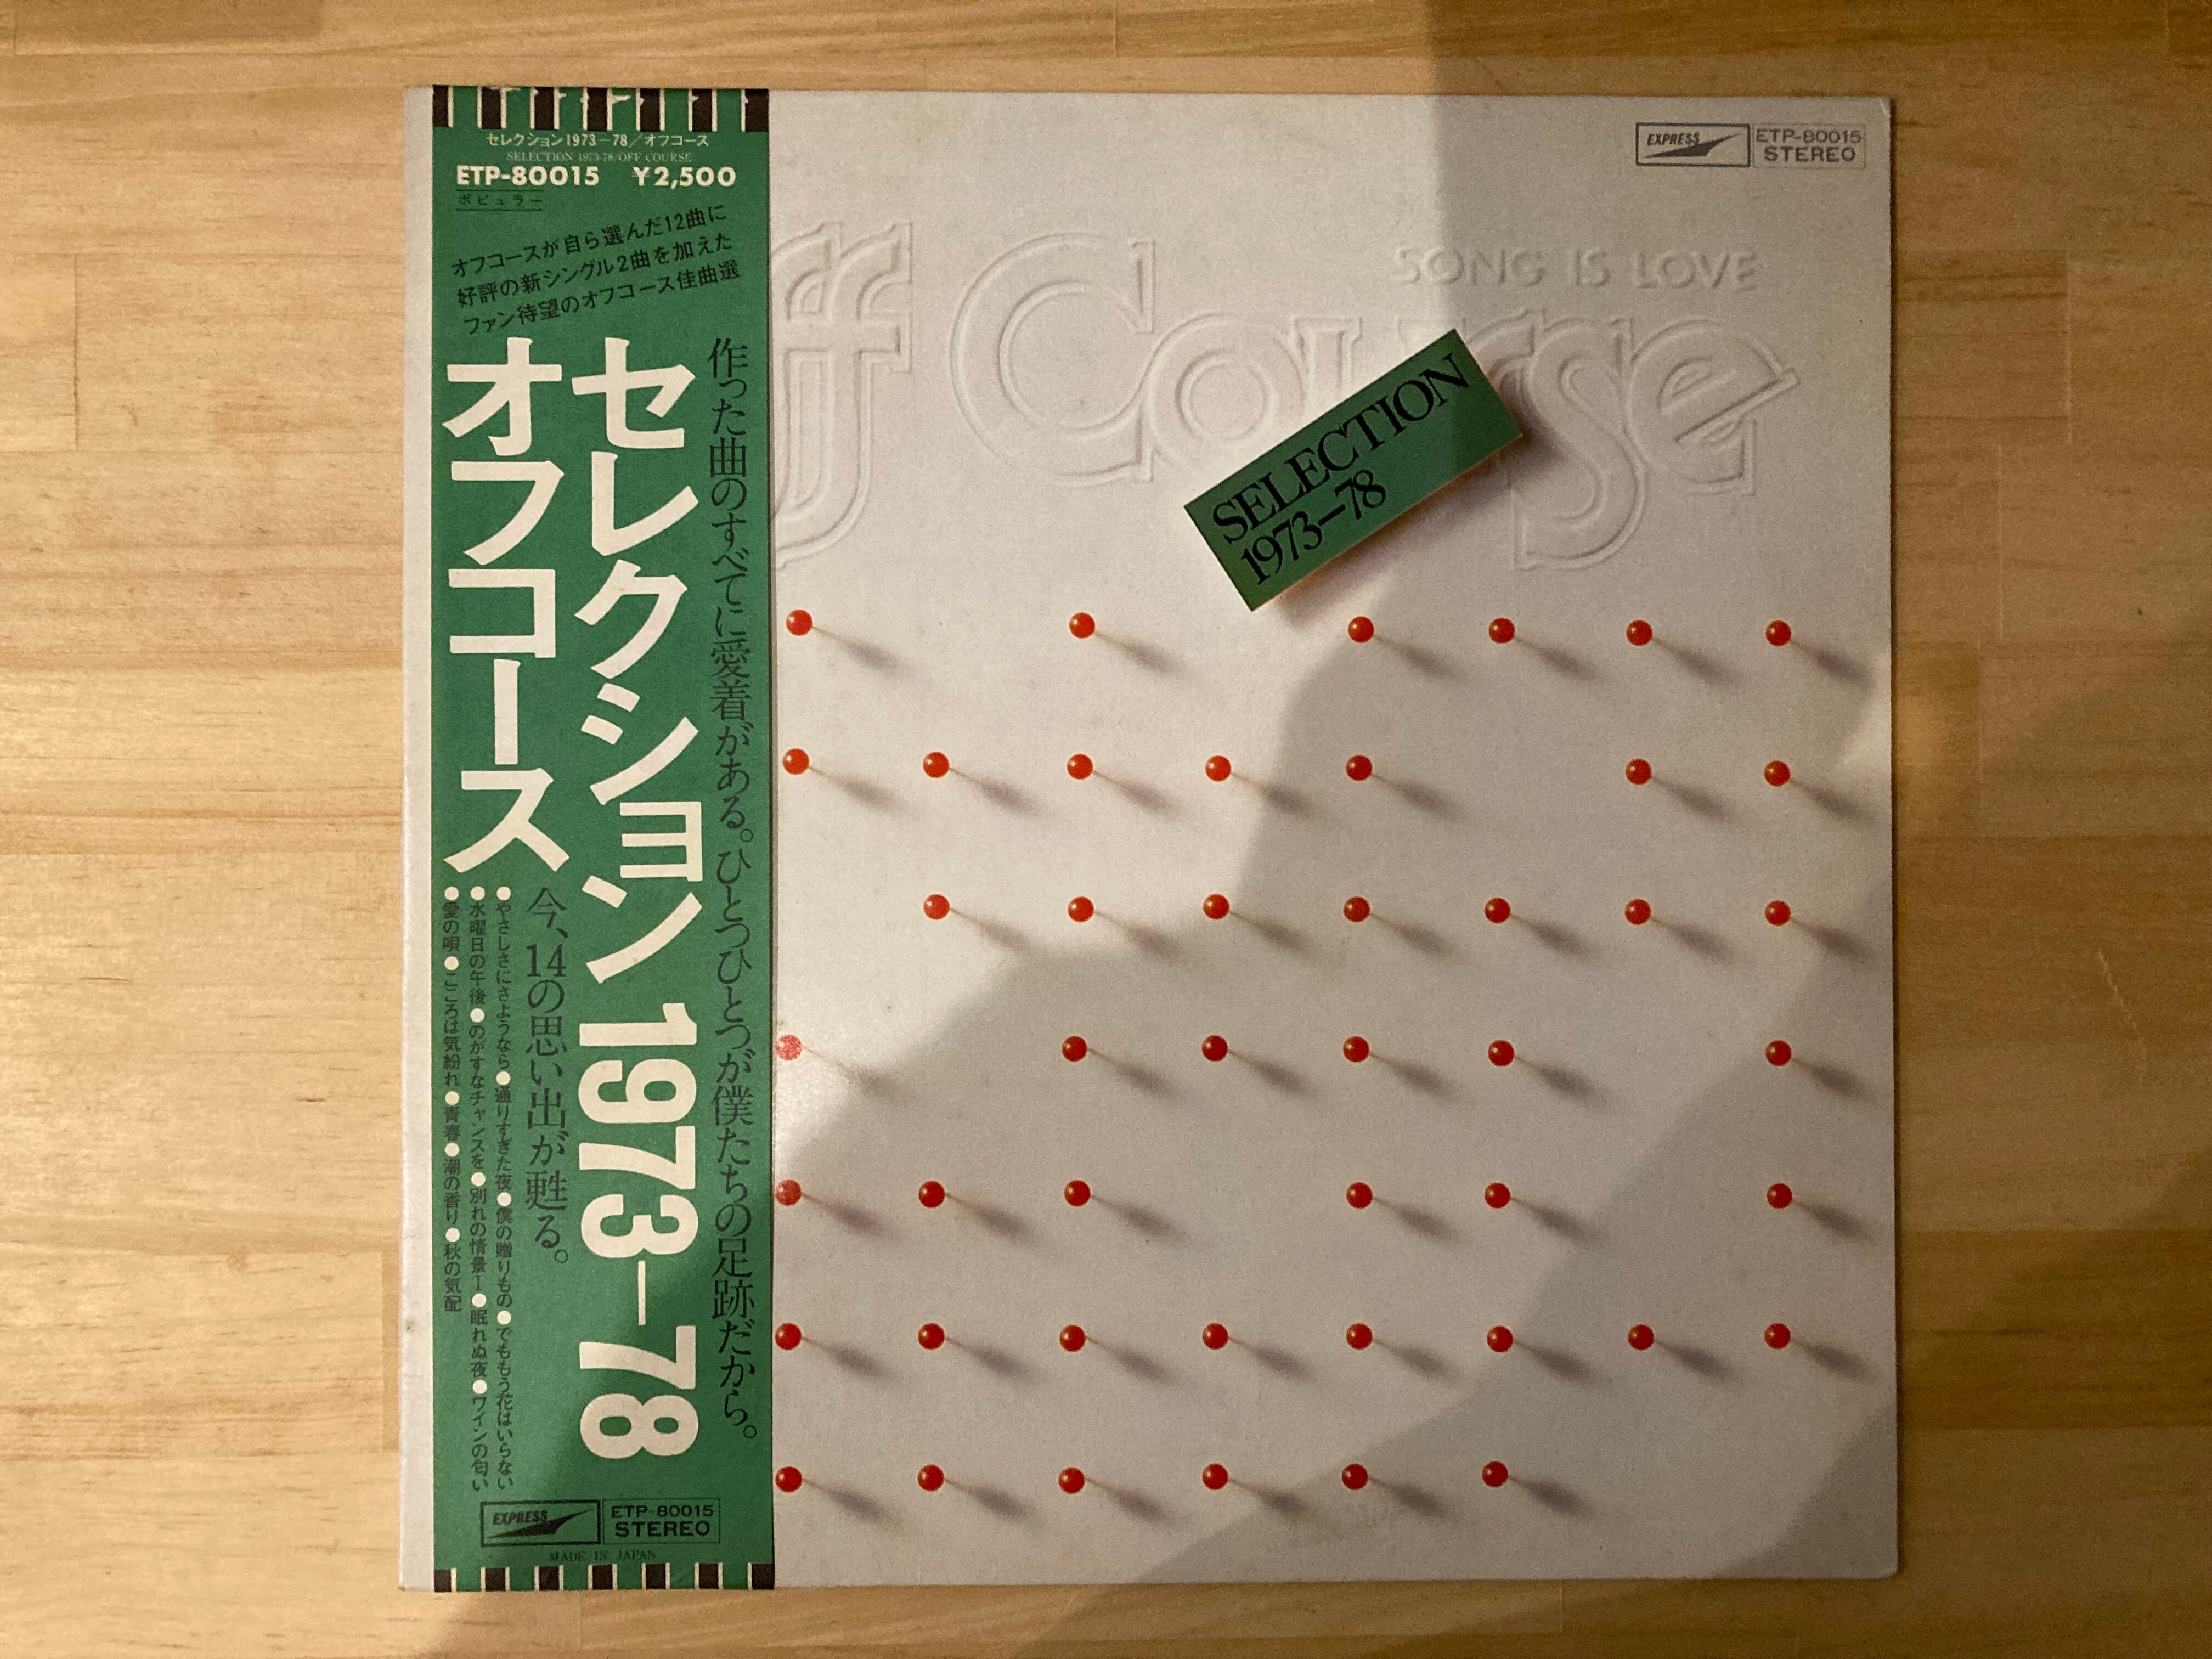 セレクション1973-78/オフコース
SELECTION 1973-78/OFF COURSE
ETP-80015 ¥2,500
ポピュラー
オフコースが自ら選んだ12曲に
好評の新シングル2曲を加えた
ファン待望のオフコース佳曲選
作った曲のすべてに愛着がある。ひとつひとつが僕たちの足跡だから。
セレクション1973-78
今、14の思い出が甦る。
オフコース
●やさしさにさようなら●通りすぎた夜●僕の贈りもの●でももう花はいらない
●水曜日の午後●のがすなチャンスを●別れの情景I●眠れぬ夜●ワインの匂い
●愛の唄●こころは気紛れ●青春●潮の香り●秋の気配
EXPRESS
ETP-80015
STEREO
MADE IN JAPAN
EXPRESS
ETP-80015
STEREO
SONG IS LOVE
ff Course
SELECTION
1973-78